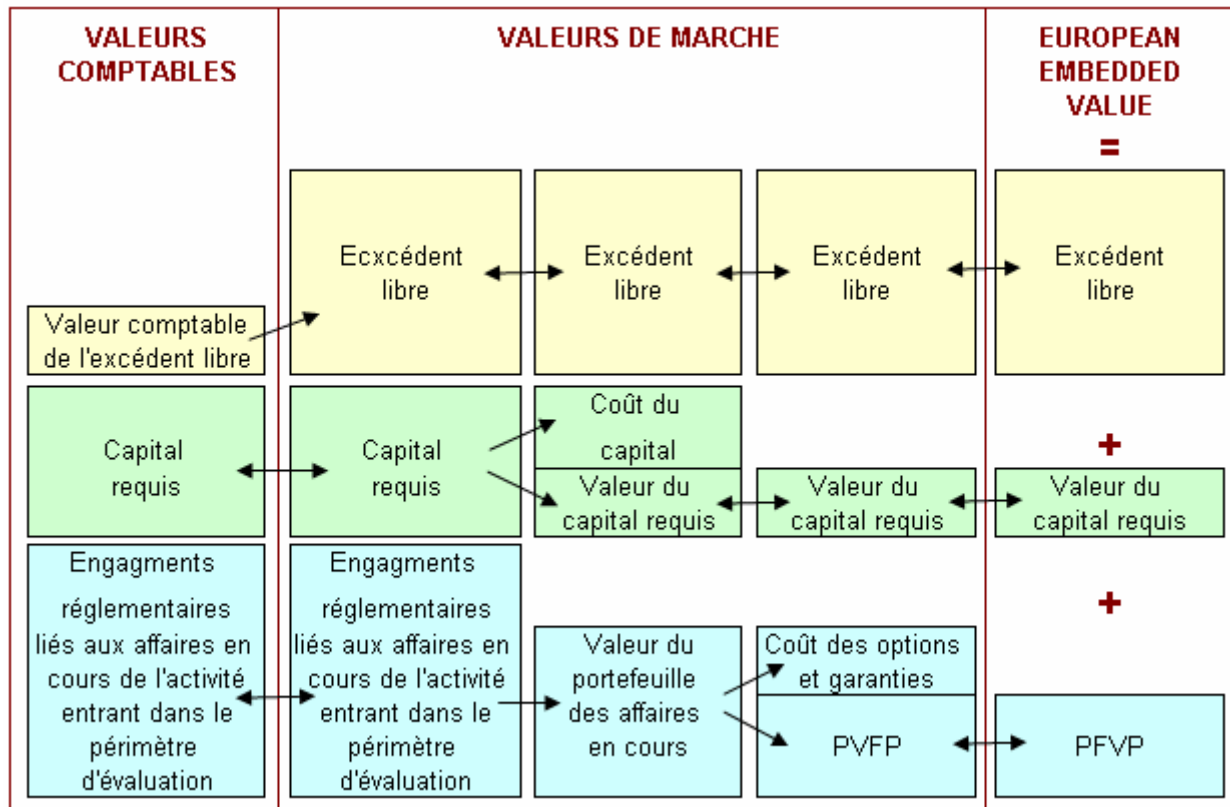 VALEURS
COMPTABLES
VALEURS DE MARCHE
EUROPEAN
EMBEDDED
VALUE
=
Ecxcédent
libre
Excédent
libre
Excédent
libre
Excédent
libre
Valeur comptable
de l'excédent libre
Capital
requis
Capital
requis
Coût du
capital
Valeur du
capital requis
Valeur du
capital requis
+
Valeur du
capital requis
Engagments
réglementaires
liés aux affaires en
cours de l'activité
entrant dans le
périmètre
d'évaluation
Engagments
réglementaires
liés aux affaires en
cours de l'activité
entrant dans le
périmètre
d'évaluation
Valeur du
portefeuille
des affaires
en cours
Coût des options
et garanties
PVFP
+
PFVP